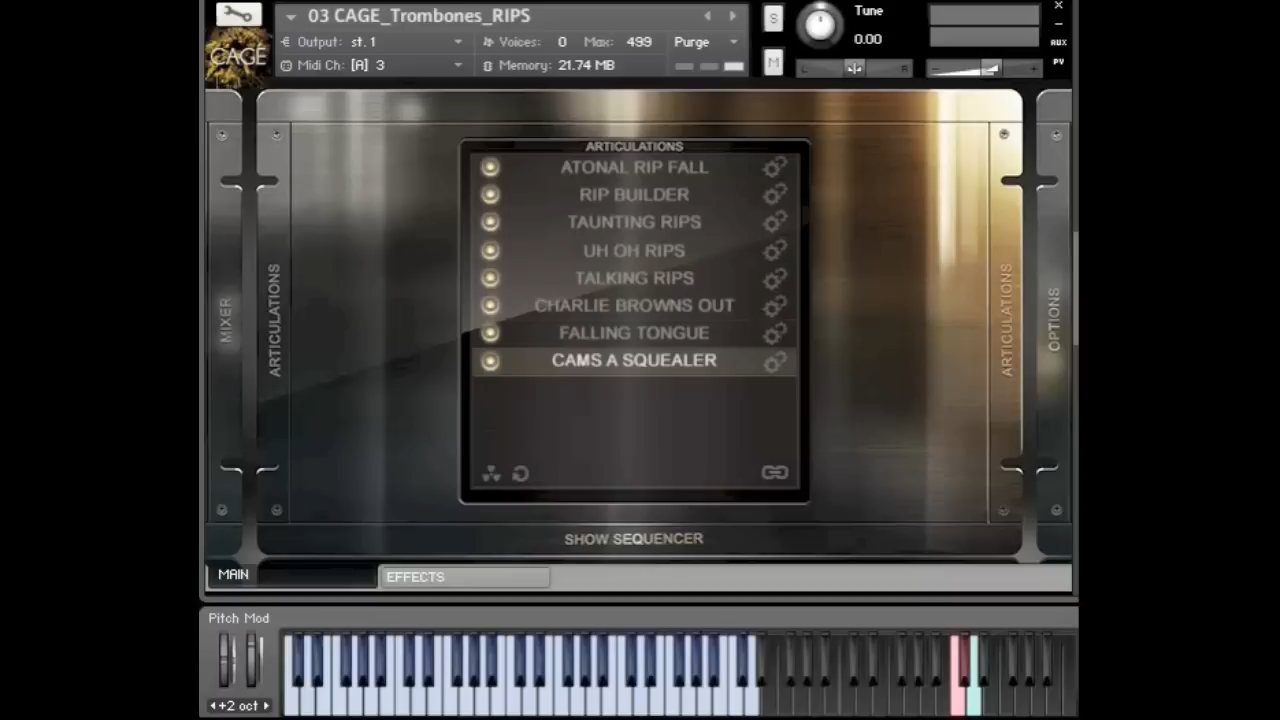 03 CAGE_Trombones_RIPS
S
Tune
0.00
CAGE
Output: st. 1
Voices: 0 Max: 499
Purge
AUX
Midi Ch: [A] 3
Memory: 21.74 MB
M
L
R
PV
ARTICULATIONS
ATONAL RIP FALL
RIP BUILDER
TAUNTING RIPS
UH OH RIPS
TALKING RIPS
CHARLIE BROWNS OUT
FALLING TONGUE
CAMS A SQUEALER
MIXER
ARTICULATIONS
ARTICULATIONS
OPTIONS
SHOW SEQUENCER
MAIN
EFFECTS
Pitch Mod
+2 oct